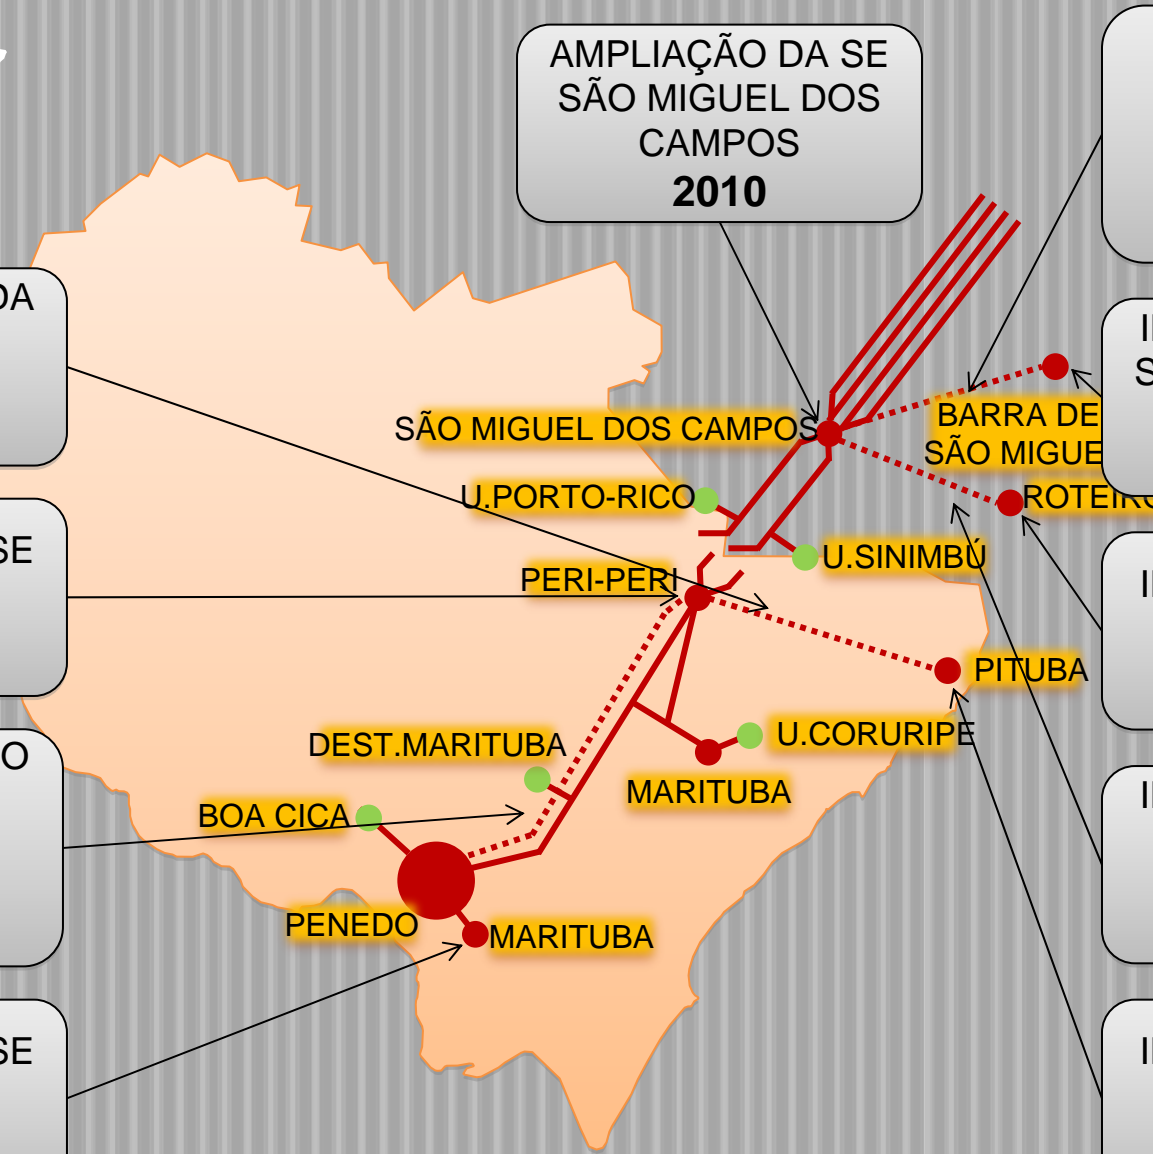 AMPLIAÇÃO DA SE
SÃO MIGUEL DOS
CAMPOS
2010
DA
SE
O
SE
SÃO MIGUEL DOS CAMPOS
BARRA DE
SÃO MIGUE
U.PORTO-RICO
ROTEIRO
U.SINIMBÚ
PERI-PERI
PITUBA
U.CORURIPE
DEST.MARITUBA
MARITUBA
BOA CICA
PENEDO
MARITUBA
S